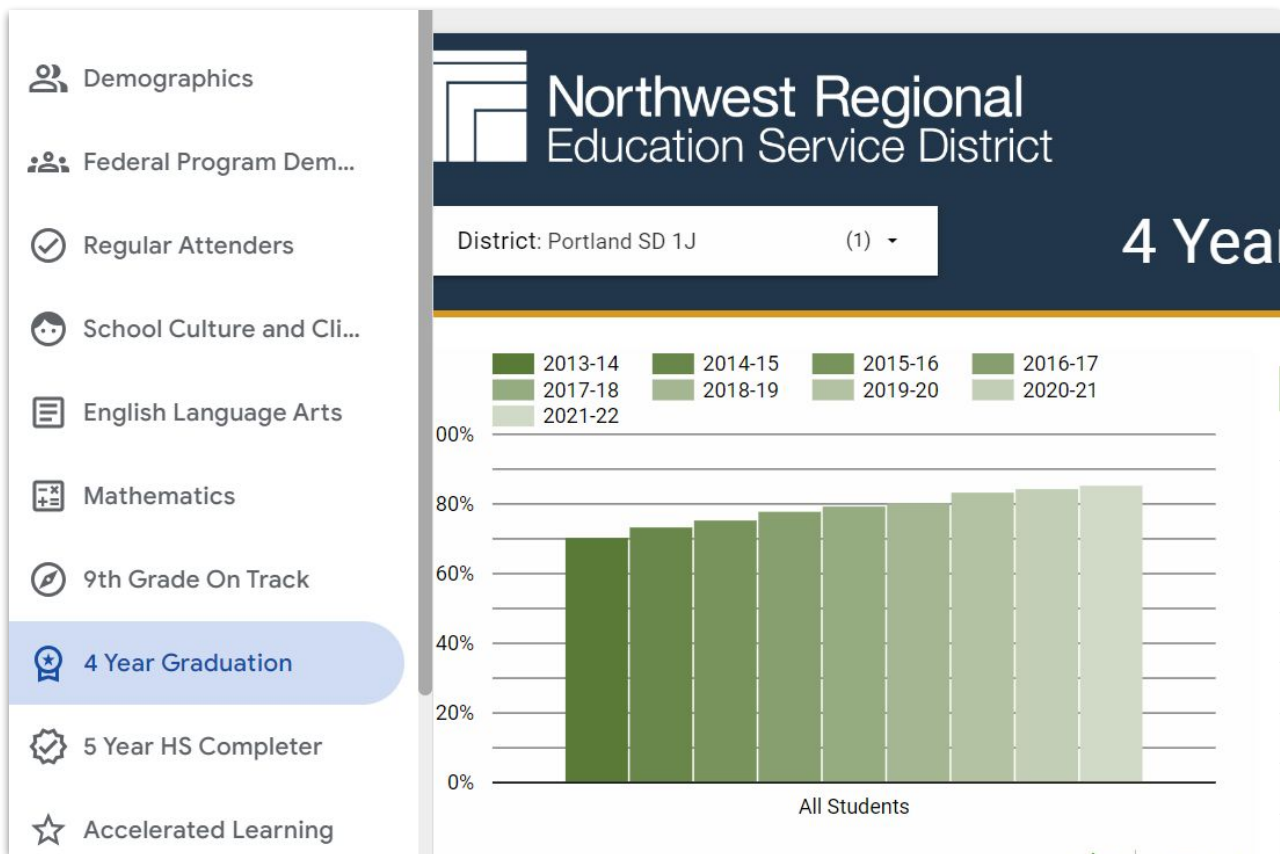 Demographics
Federal Program Dem...
Regular Attenders
School Culture and Cli...
English Language Arts
Mathematics
9th Grade On Track
4 Year Graduation
5 Year HS Completer
Accelerated Learning
Northwest Regional
Education Service District
District: Portland SD 1J (1)
4 Year
2013-14 2014-15 2015-16 2016-17
2017-18 2018-19 2019-20 2020-21
2021-22
00%
80%
60%
40%
20%
0%
All Students